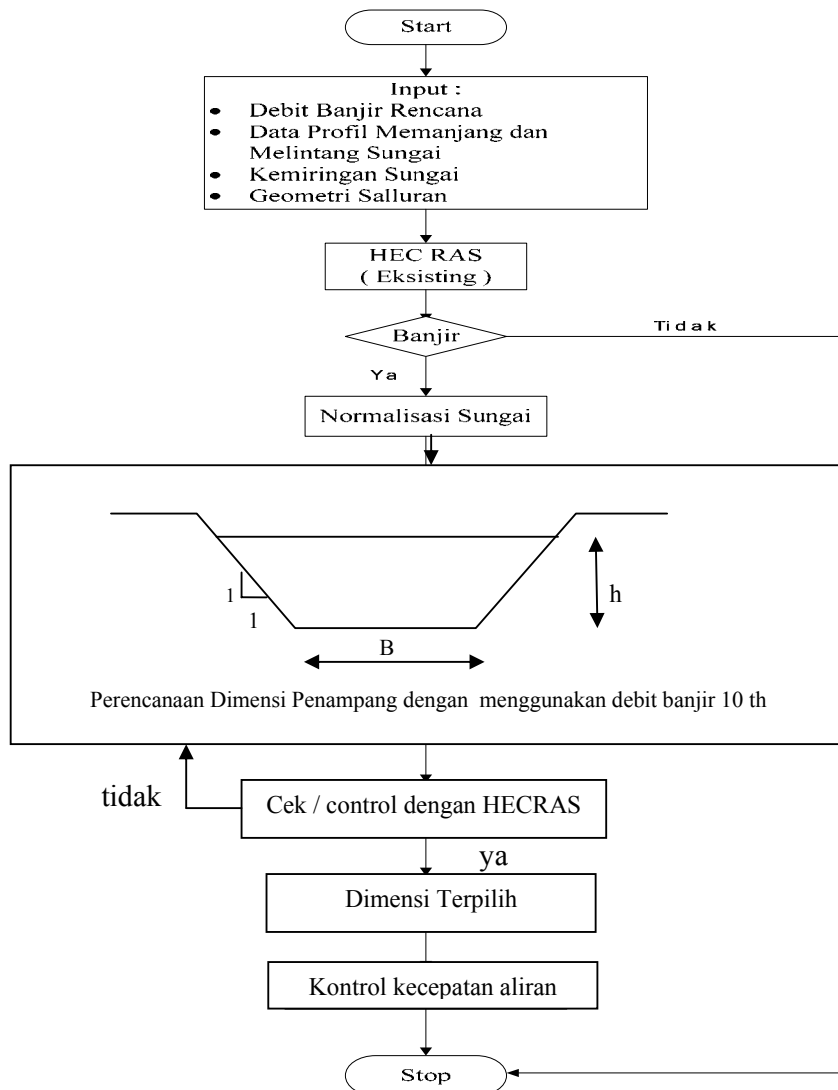 Start
Input :
• Debit Banjir Rencana
• Data Profil Memanjang dan
Melintang Sungai
• Kemiringan Sungai
• Geometri Salluran
HEC RAS
( Eksisting )
Banjir
Tidak
Ya
Normalisasi Sungai
1
1
h
B
Perencanaan Dimensi Penampang dengan menggunakan debit banjir 10 th
tidak
Cek / control dengan HECRAS
ya
Dimensi Terpilih
Kontrol kecepatan aliran
Stop